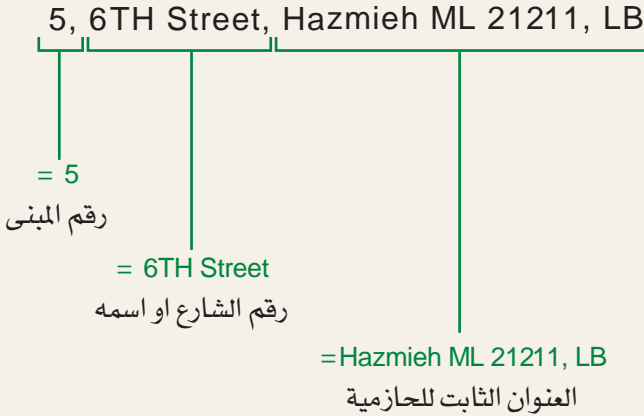 5, 6TH Street, Hazmieh ML 21211, LB
= 5
رقم المبنى
= 6TH Street
رقم الشارع او اسمه
=Hazmieh ML 21211, LB
العنوان الثابت للحازمية